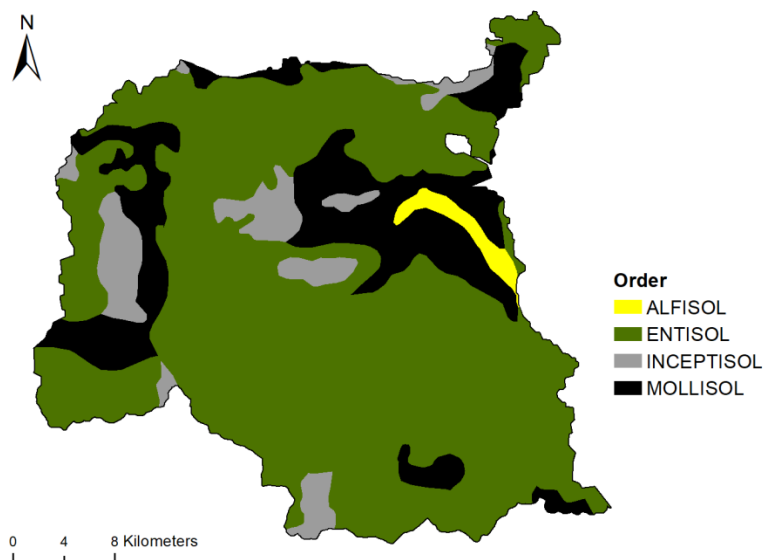 N
Order
ALFISOL
ENTISOL
INCEPTISOL
MOLLISOL
0 4 8 Kilometers